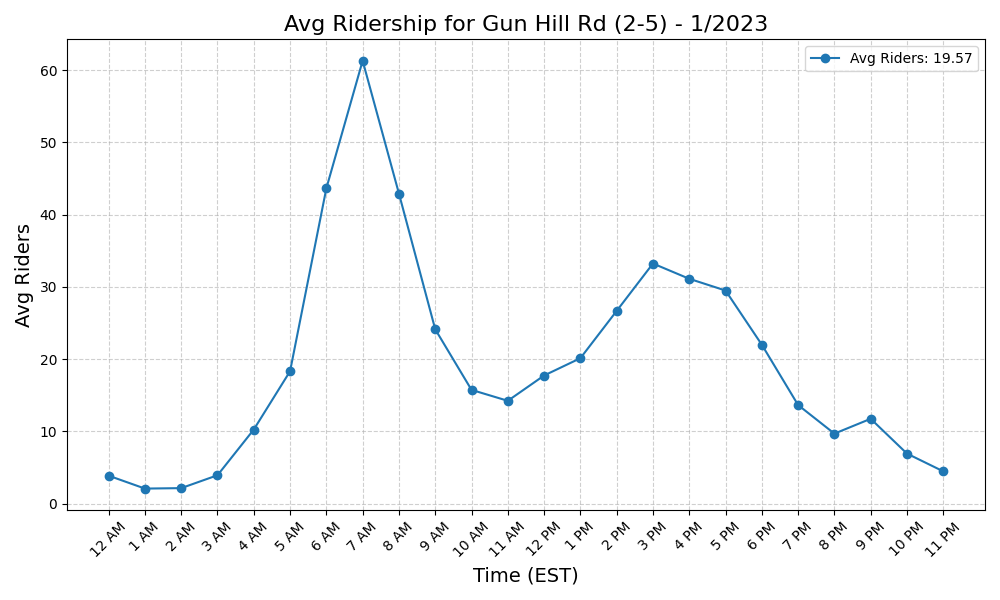 Avg Ridership for Gun Hill Rd (2-5) - 1/2023
Avg Riders: 19.57
Avg Riders
60
50
40
30
20
10
0
12 AM 1 AM 2 AM 3 AM 4 AM 5 AM 6 AM 7 AM 8 AM 9 AM 10 AM 11 AM 12 PM 1 PM 2 PM 3 PM 4 PM 5 PM 6 PM 7 PM 8 PM 9 PM 10 PM 11 PM
Time (EST)